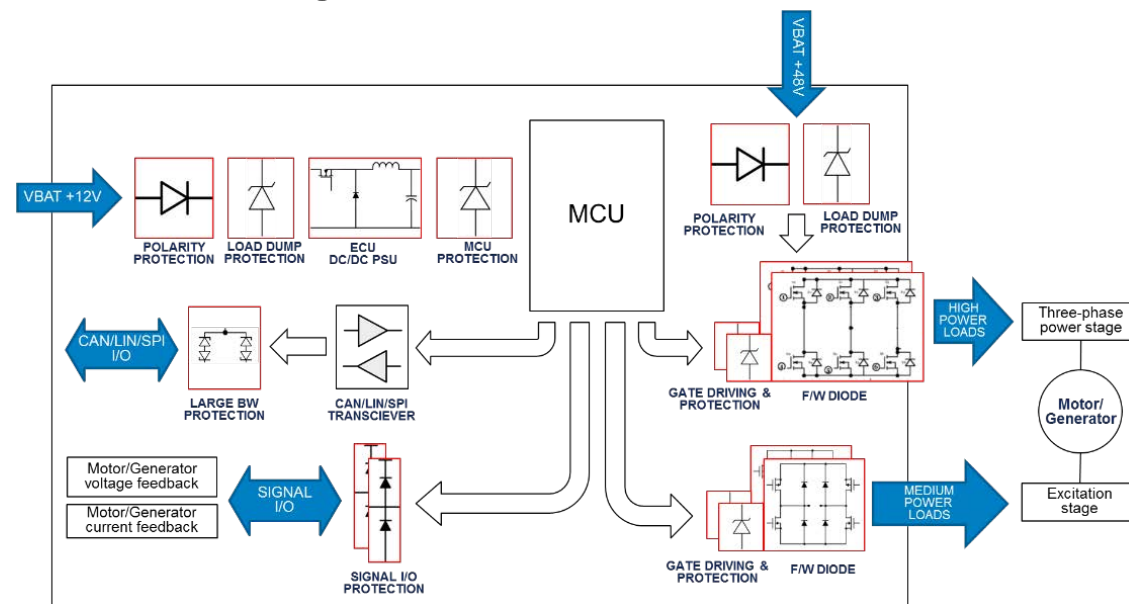 VBAT +48V
VBAT +12V
POLARITY
PROTECTION
LOAD DUMP
PROTECTION
ECU
DC/DC PSU
MCU
PROTECTION
MCU
POLARITY
PROTECTION
LOAD DUMP
PROTECTION
CAN/LIN/SPI
I/O
LARGE BW
PROTECTION
CAN/LIN/SPI
TRANSCIEVER
GATE DRIVING &
PROTECTION
F/W DIODE
HIGH
POWER
LOADS
Three-phase
power stage
Motor/
Generator
Motor/Generator
voltage feedback
Motor/Generator
current feedback
SIGNAL
I/O
SIGNAL I/O
PROTECTION
GATE DRIVING &
PROTECTION
F/W DIODE
MEDIUM
POWER
LOADS
Excitation
stage